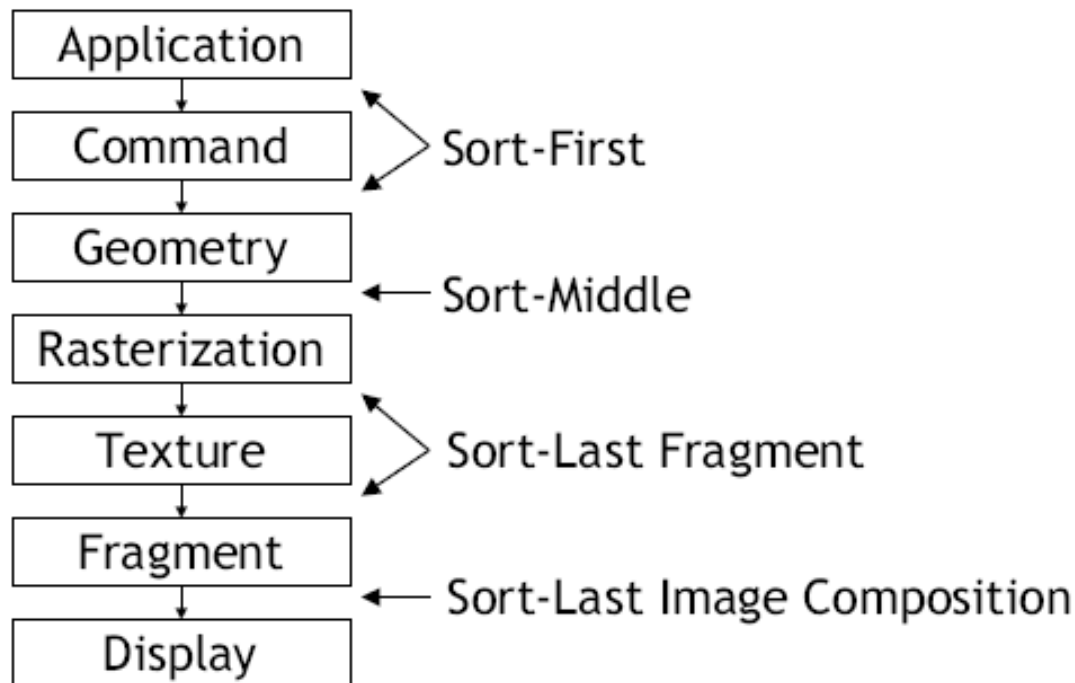 Application
Command
Sort-First
Geometry
Sort-Middle
Rasterization
Texture
Sort-Last Fragment
Fragment
Sort-Last Image Composition
Display